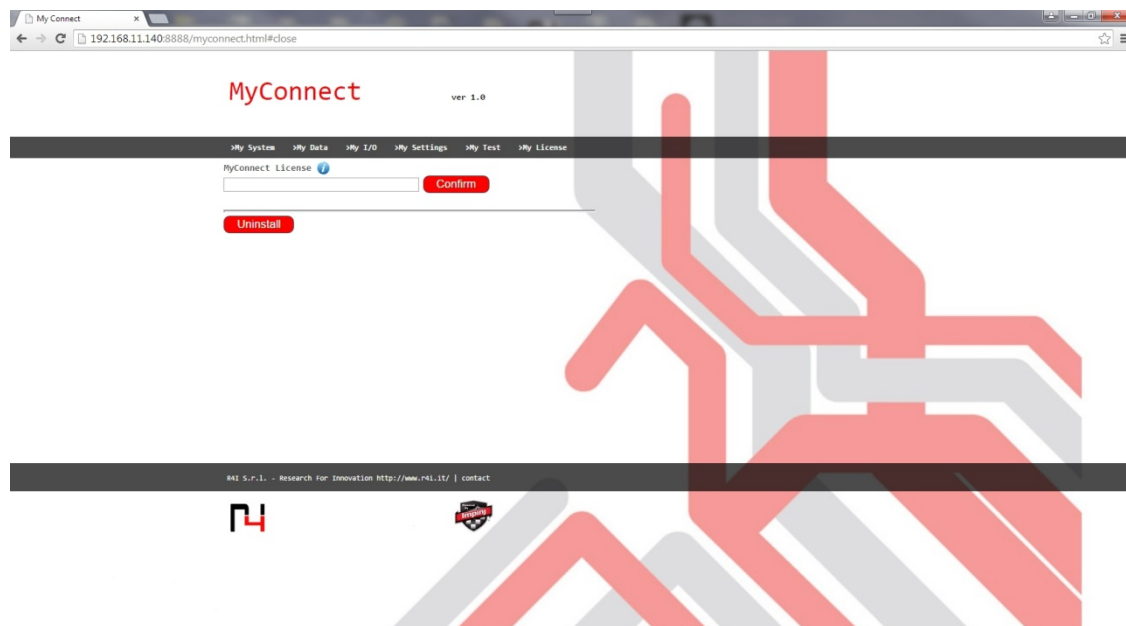 My Connect
192.168.11.140:8888/myconnect.html#close
MyConnect ver 1.0
>My System >My Data >My I/O >My Settings >My Test >My License
MyConnect License
Confirm
Uninstall
R4I S.r.l. - Research For Innovation http://www.r4i.it/ | contact